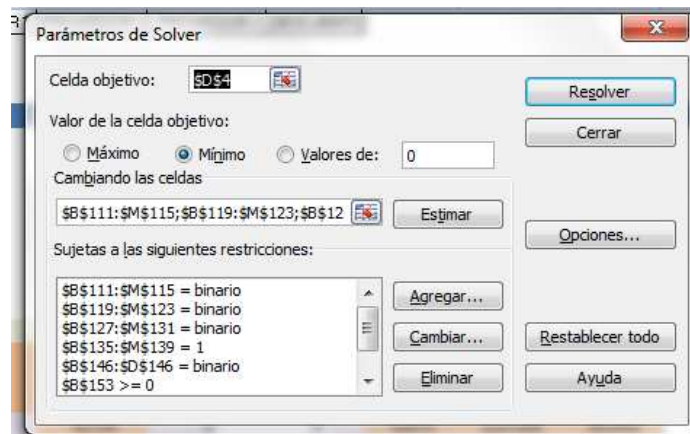 Parámetros de Solver
Celda objetivo: $D$4
Resolver
Valor de la celda objetivo:
Cerrar
Máximo Mínimo Valores de: 0
Cambiando las celdas
$B$111:$M$115;$B$119:$M$123;$B$12 Estimar
Opciones...
Sujetas a las siguientes restricciones:
$B$111:$M$115 = binario
$B$119:$M$123 = binario
$B$127:$M$131 = binario
$B$135:$M$139 = 1
$B$146:$D$146 = binario
$B$153 >= 0
Agregar...
Cambiar...
Eliminar
Restablecer todo
Ayuda